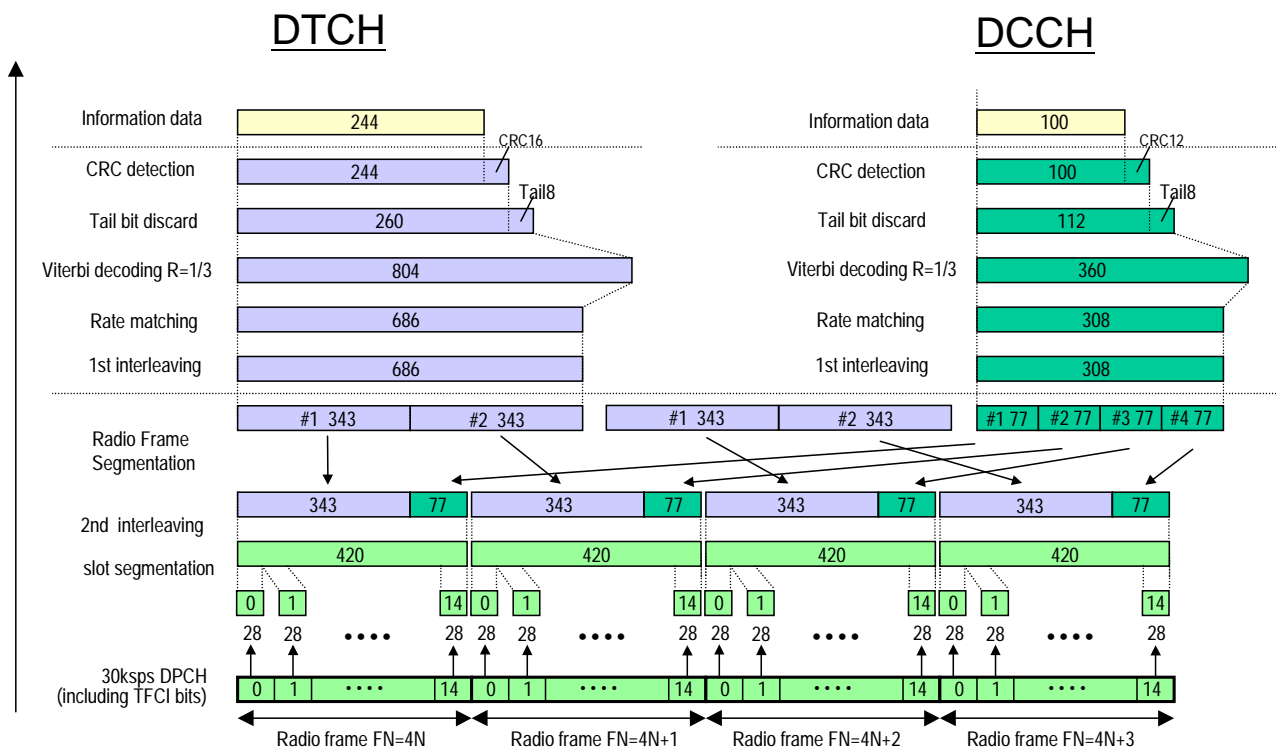 DTCH DCCH
Information data 244 Information data 100
CRC16 CRC12
CRC detection 244 CRC detection 100
Tail8 Tail8
Tail bit discard 260 Tail bit discard 112
Viterbi decoding R=1/3 804 Viterbi decoding R=1/3 360
Rate matching 686 Rate matching 308
1st interleaving 686 1st interleaving 308
#1 343 #2 343 #1 343 #2 343 #1 77 #2 77 #3 77 #4 77
Radio Frame
Segmentation
343 77 343 77 343 77 343 77
2nd interleaving
420 420 420 420
slot segmentation
0 1 14 0 1 14 0 1 14 0 1 14
28 28 •••• 28 28 28 •••• 28 28 28 •••• 28 28 28 •••• 28
30ksps DPCH
(including TFCI bits)
0 1 •••• 14 0 1 •••• 14 0 1 •••• 14 0 1 •••• 14
Radio frame FN=4N Radio frame FN=4N+1 Radio frame FN=4N+2 Radio frame FN=4N+3